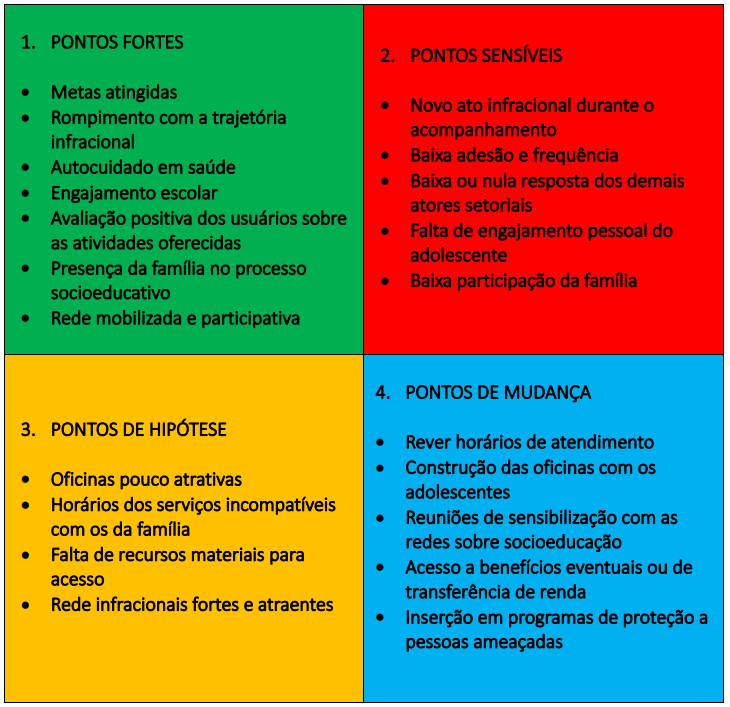 1. PONTOS FORTES
• Metas atingidas
• Rompimento com a trajetória
infracional
• Autocuidado em saúde
• Engajamento escolar
• Avaliação positiva dos usuários sobre
as atividades oferecidas
• Presença da família no processo
socioeducativo
• Rede mobilizada e participativa
2. PONTOS SENSÍVEIS
• Novo ato infracional durante o
acompanhamento
• Baixa adesão e frequência
• Baixa ou nula resposta dos demais
atores setoriais
• Falta de engajamento pessoal do
adolescente
• Baixa participação da família
3. PONTOS DE HIPÓTESE
• Oficinas pouco atrativas
• Horários dos serviços incompatíveis
com os da família
• Falta de recursos materiais para
acesso
• Rede infracionais fortes e atraentes
4. PONTOS DE MUDANÇA
• Rever horários de atendimento
• Construção das oficinas com os
adolescentes
• Reuniões de sensibilização com as
redes sobre socioeducação
• Acesso a benefícios eventuais ou de
transferência de renda
• Inserção em programas de proteção a
pessoas ameaçadas